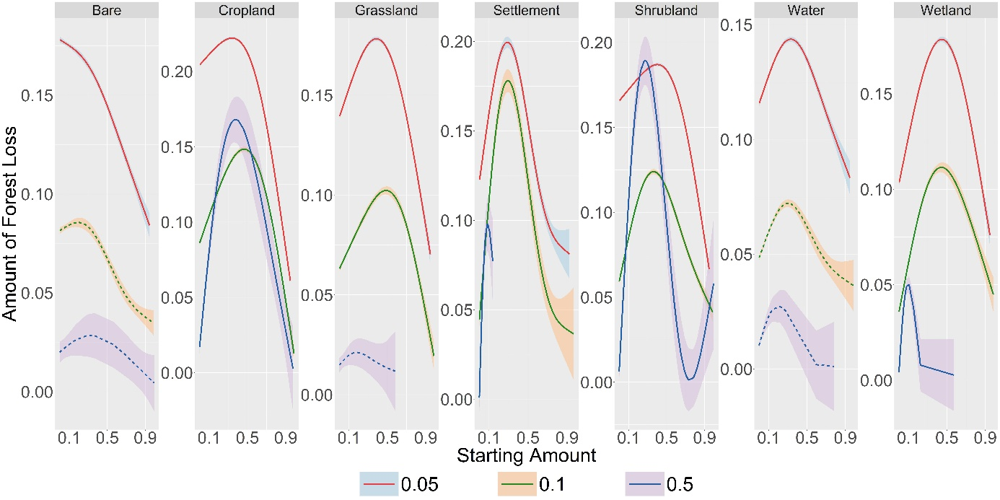 Bare Cropland Grassland Settlement Shrubland Water Wetland
Amount of Forest Loss
0.15 0.10 0.05 0.00
0.20 0.15 0.10 0.05 0.00
0.15 0.10 0.05 0.00
0.20 0.15 0.10 0.05 0.00
0.20 0.15 0.10 0.05 0.00
0.15 0.10 0.05 0.00
0.15 0.10 0.05 0.00
0.1 0.5 0.9 0.1 0.5 0.9 0.1 0.5 0.9 0.1 0.5 0.9 0.1 0.5 0.9 0.1 0.5 0.9 0.1 0.5 0.9
Starting Amount
0.05 0.1 0.5